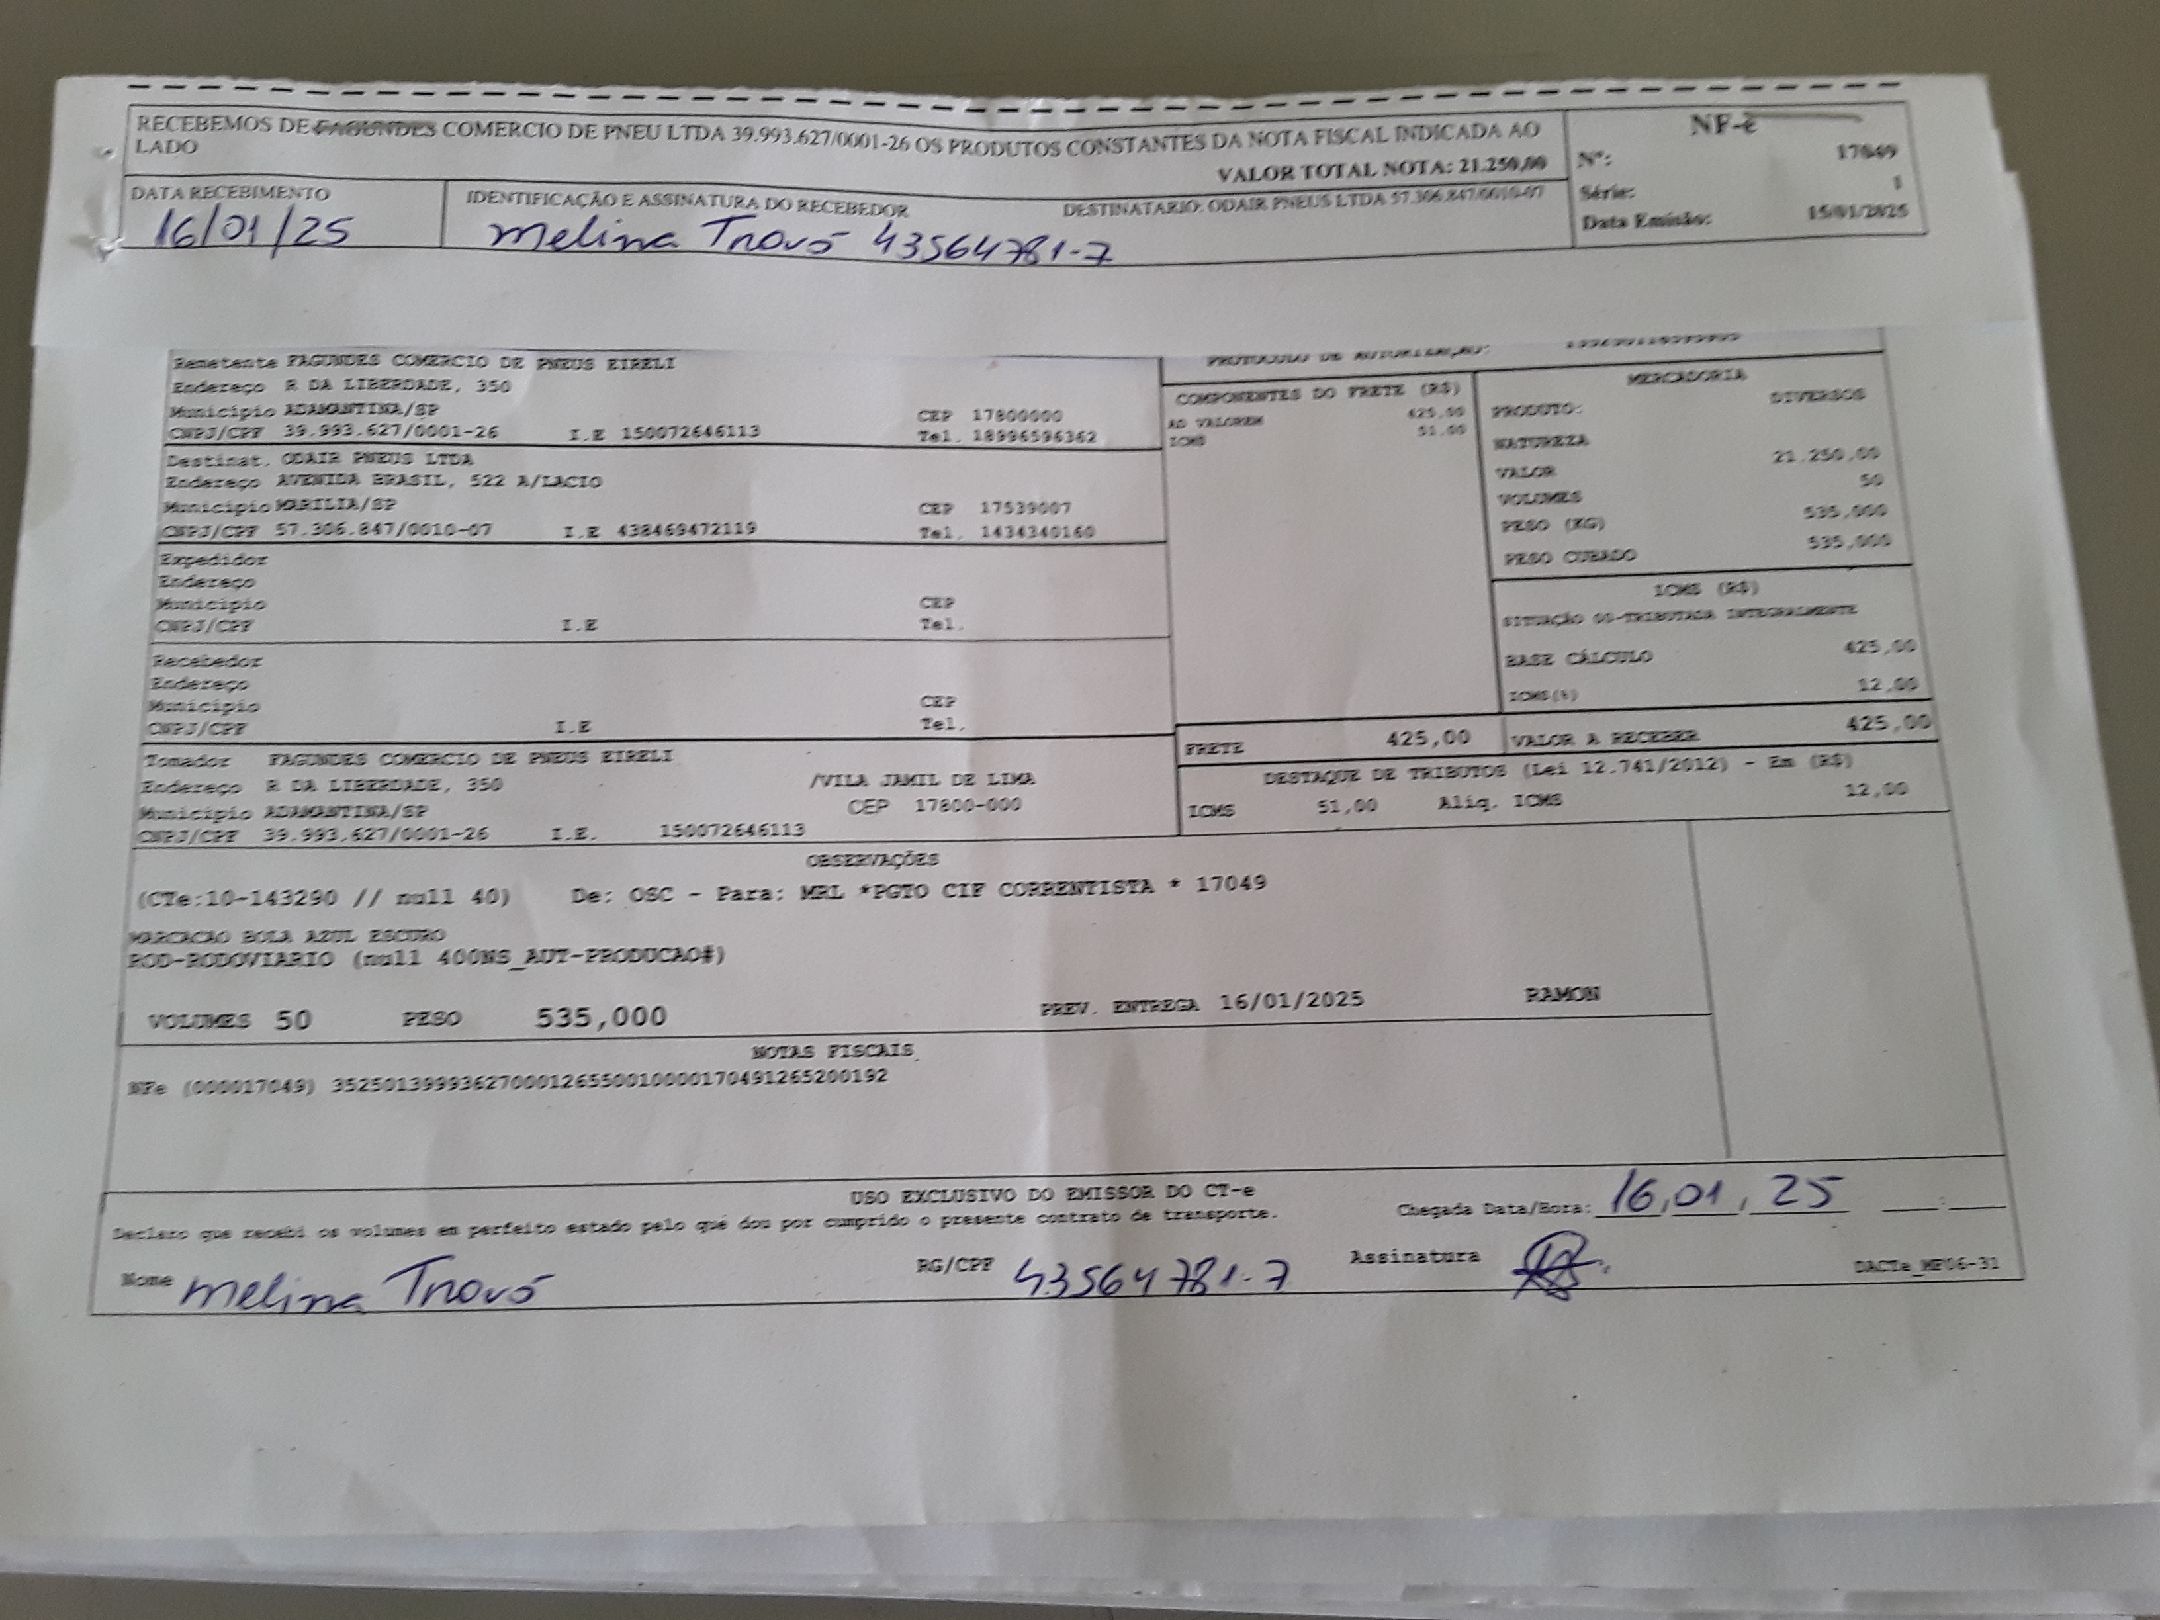 RECEBEMOS DE FAGUNDES COMERCIO DE PNEU LTDA 39.993.627/0001-26 OS PRODUTOS CONSTANTES DA NOTA FISCAL INDICADA AO
LADO
VALOR TOTAL NOTA: 21.250,00
DATA RECEBIMENTO
16/01/25
IDENTIFICAÇÃO E ASSINATURA DO RECEBEDOR
DESTINATARIO: ODAIR PNEUS LTDA 57.306.847/0010-07
melina Trovó 43564781-7
NF-e
Nº: 17049
Série: 1
Data Emissão: 15/01/2025
Remetente FAGUNDES COMERCIO DE PNEUS EIRELI
Endereço R DA LIBERDADE, 350
Município ADAMANTINA/SP CEP 17800000
CNPJ/CPF 39.993.627/0001-26 I.E 150072646113 Tel. 18996596362
Destinat. ODAIR PNEUS LTDA
Endereço AVENIDA BRASIL, 522 A/LACIO
Município MARILIA/SP CEP 17539007
CNPJ/CPF 57.306.847/0010-07 I.E 438469472119 Tel. 1434340160
Expedidor
Endereço
Município CEP
CNPJ/CPF I.E Tel.
Recebedor
Endereço
Município CEP
CNPJ/CPF I.E Tel.
Tomador FAGUNDES COMERCIO DE PNEUS EIRELI
Endereço R DA LIBERDADE, 350 /VILA JAMIL DE LIMA
Município ADAMANTINA/SP CEP 17800-000
CNPJ/CPF 39.993.627/0001-26 I.E. 150072646113
PROTOCOLO DE AUTORIZAÇÃO:
COMPONENTES DO FRETE (R$)
AD VALOREM 425,00
ICMS 51,00
MERCADORIA
PRODUTO: DIVERSOS
NATUREZA
VALOR 21.250,00
VOLUMES 50
PESO (KG) 535,000
PESO CUBADO 535,000
ICMS (R$)
SITUAÇÃO 00-TRIBUTADA INTEGRALMENTE
BASE CÁLCULO 425,00
ICMS(%) 12,00
FRETE 425,00 VALOR A RECEBER 425,00
DESTAQUE DE TRIBUTOS (Lei 12.741/2012) - Em (R$)
ICMS 51,00 Aliq. ICMS 12,00
OBSERVAÇÕES
(CTe:10-143290 // null 40) De: OSC - Para: MRL *PGTO CIF CORRENTISTA * 17049
MARCACAO BOLA AZUL ESCURO
ROD-RODOVIARIO (null 400NS_AUT-PRODUCAO#)
VOLUMES 50 PESO 535,000 PREV. ENTREGA 16/01/2025 RAMON
NOTAS FISCAIS
NFe (000017049) 35250139993627000126550010000170491265200192
USO EXCLUSIVO DO EMISSOR DO CT-e
Declaro que recebi os volumes em perfeito estado pelo quê dou por cumprido o presente contrato de transporte.
Chegada Data/Hora: 16,01,25 :
Nome melina Trovó RG/CPF 43564781-7 Assinatura
DACTe_MF06-31